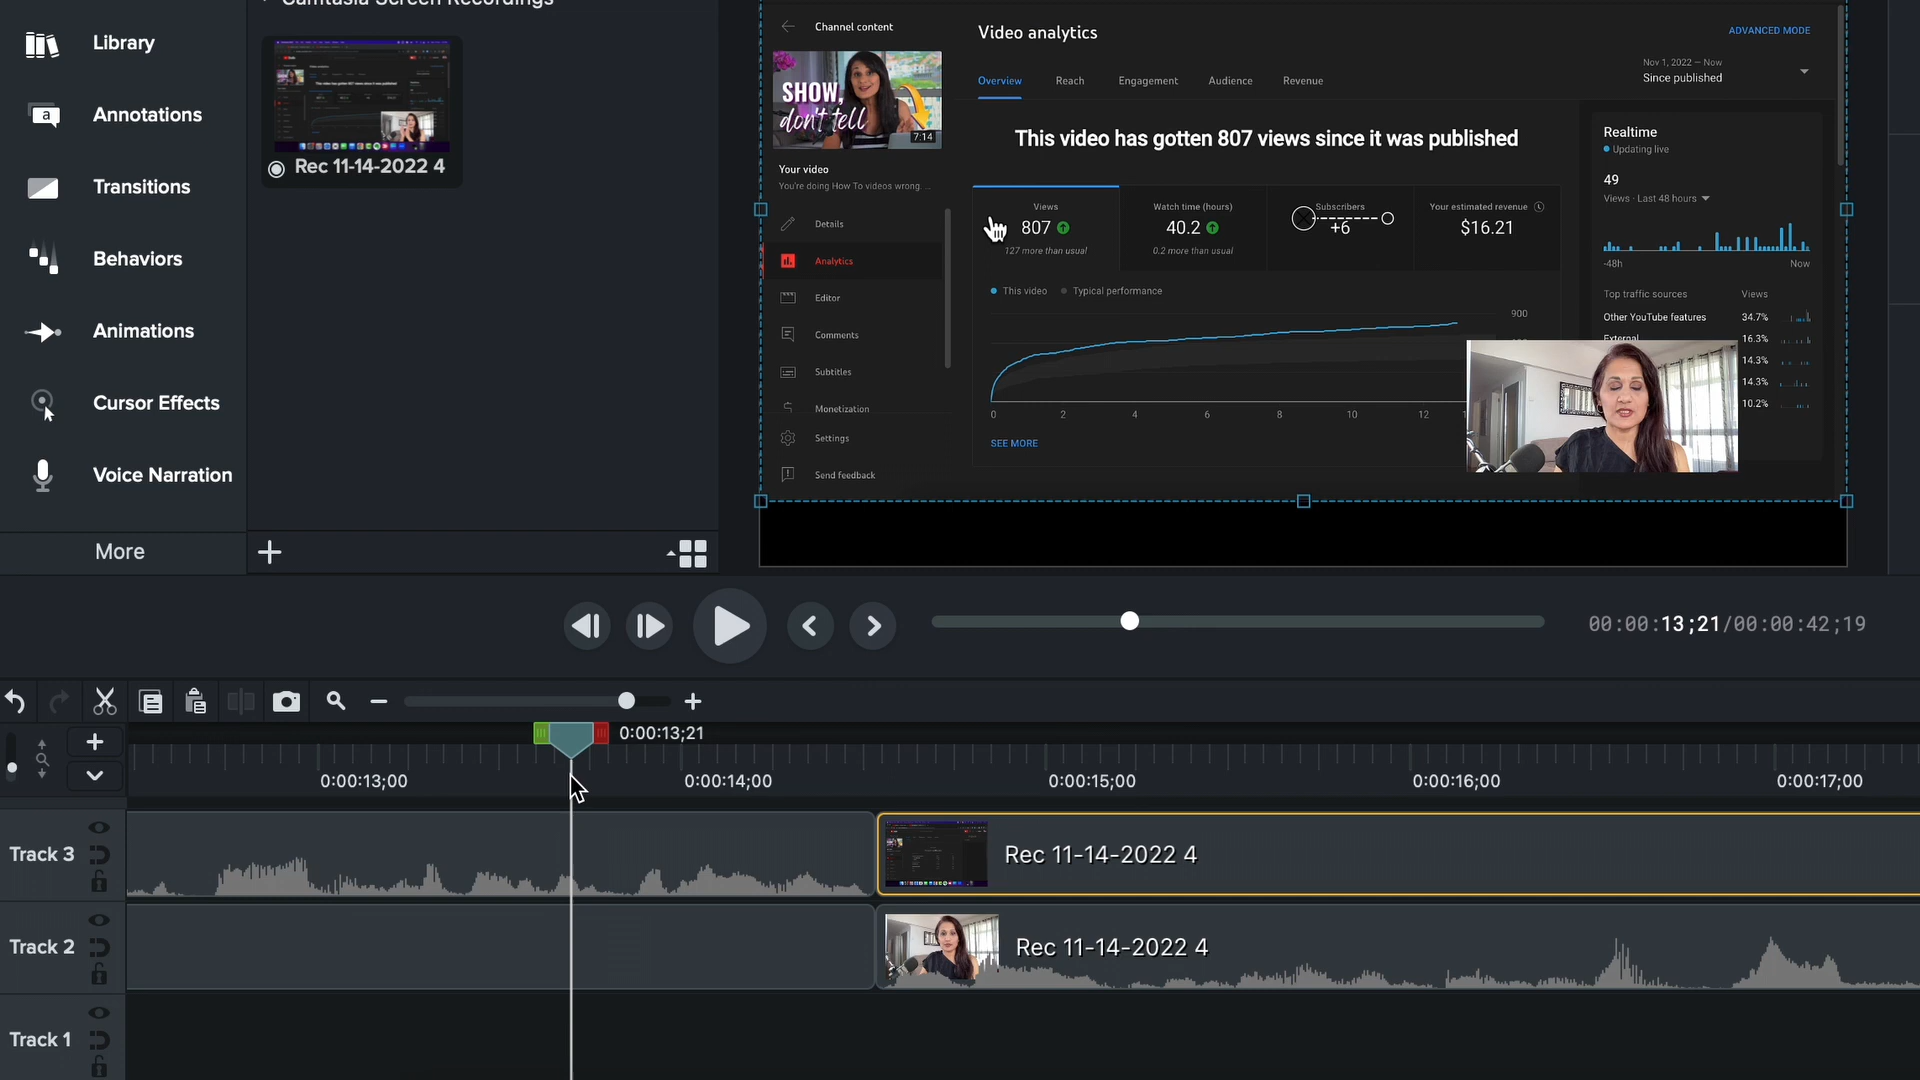 Camtasia Screen Recordings
Library
Annotations
Transitions
Behaviors
Animations
Cursor Effects
Voice Narration
More
Rec 11-14-2022 4
Channel content
SHOW,
don't tell
7:14
Your video
You're doing How To videos wrong. ...
Details
Analytics
Editor
Comments
Subtitles
Monetization
Settings
Send feedback
Video analytics
ADVANCED MODE
Overview
Reach
Engagement
Audience
Revenue
Nov 1, 2022 – Now
Since published
This video has gotten 807 views since it was published
Views
807
127 more than usual
Watch time (hours)
40.2
0.2 more than usual
Subscribers
+6
Your estimated revenue
$16.21
This video
Typical performance
900
0 2 4 6 8 10 12
SEE MORE
Realtime
Updating live
49
Views · Last 48 hours
-48h
Now
Top traffic sources Views
Other YouTube features 34.7%
External 16.3%
14.3%
14.3%
10.2%
00:00:13;21/00:00:42;19
0:00:13;21
0:00:13;00
0:00:14;00
0:00:15;00
0:00:16;00
0:00:17;00
Track 3
Rec 11-14-2022 4
Track 2
Rec 11-14-2022 4
Track 1